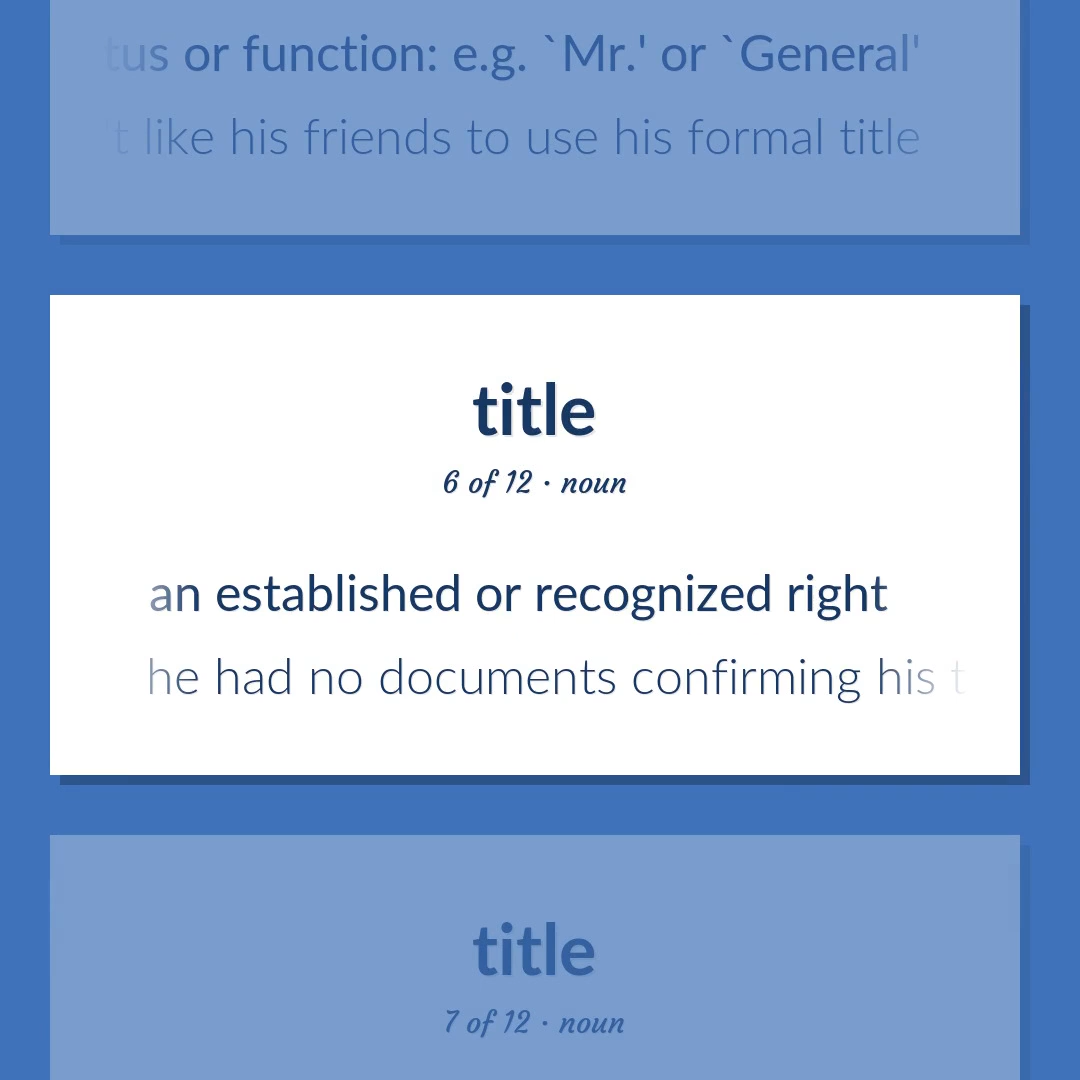 or function: e.g. `Mr.' or `General'
like his friends to use his formal title
title
6 of 12 · noun
an established or recognized right
he had no documents confirming his
title
7 of 12 · noun